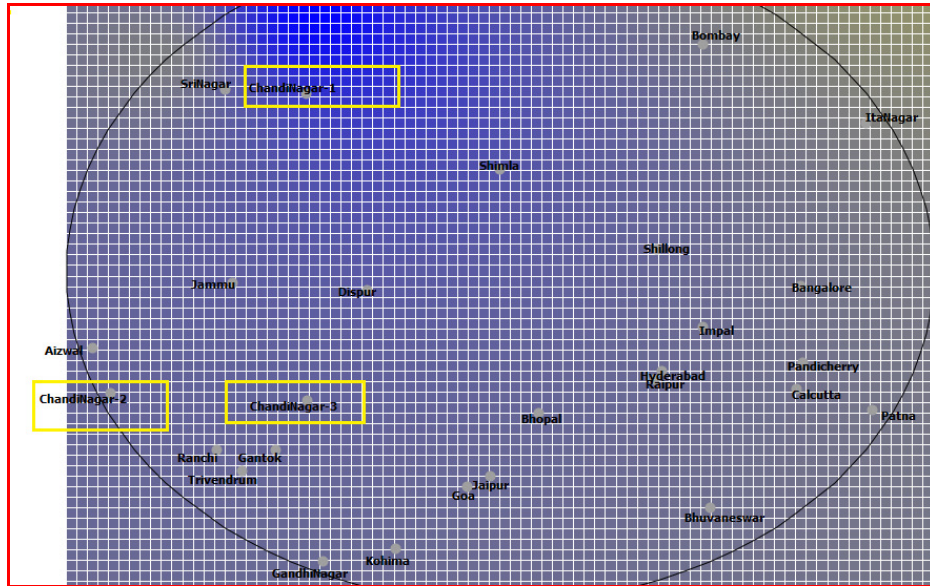 Bombay
SriNagar
ChandiNagar-1
ItaNagar
Shimla
Shillong
Jammu
Dispur
Bangalore
Impal
Aizwal
Pandicherry
Hyderabad
Raipur
Calcutta
ChandiNagar-2
ChandiNagar-3
Bhopal
Patna
Ranchi
Gantok
Trivendrum
Jaipur
Goa
Bhuvaneswar
Kohima
GandhiNagar